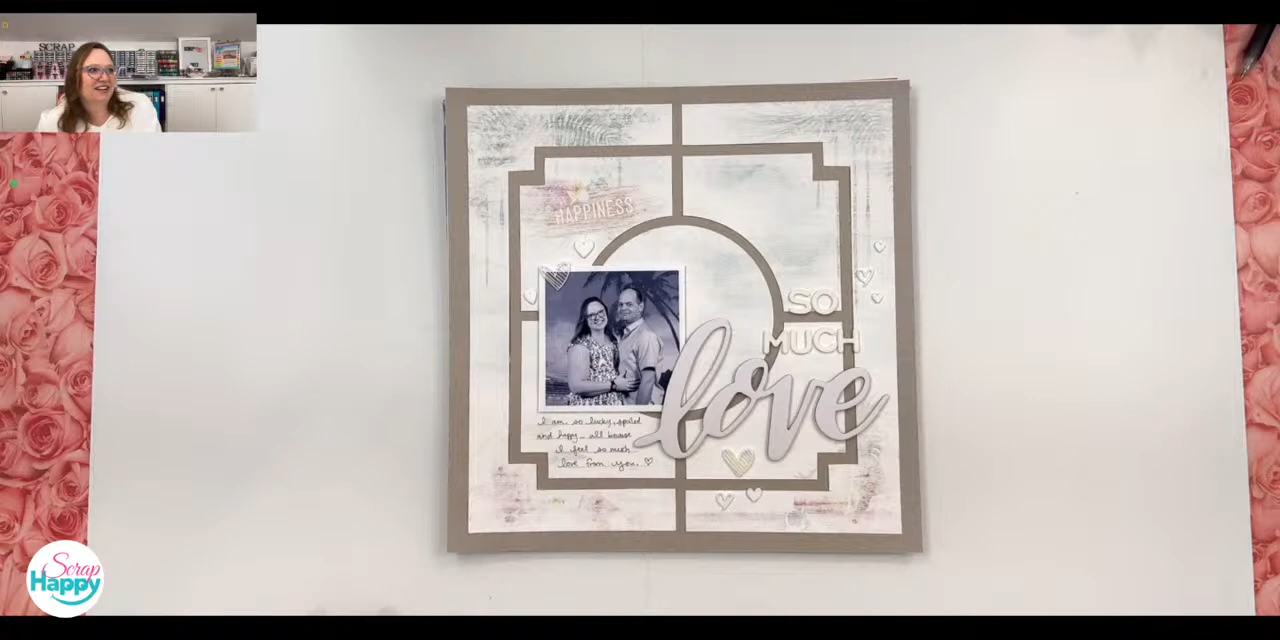 SCRAP
HAPPINESS
SO
MUCH
love
I am so lucky, spoiled
and happy... all because
I feel so much
love from you.
Scrap
Happy